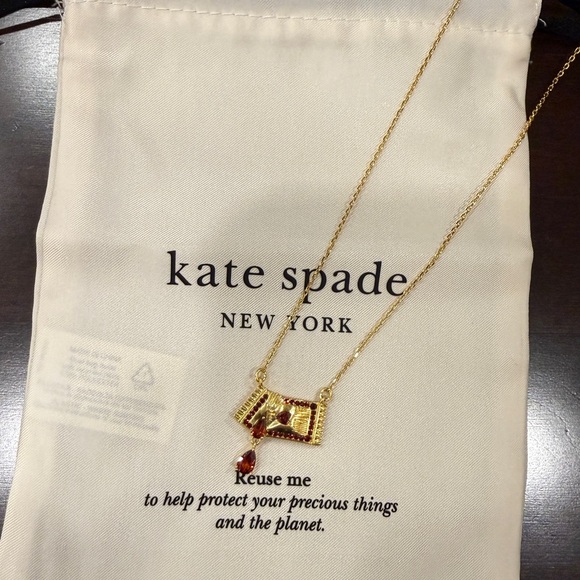 kate spade
NEW YORK
Reuse me
to help protect your precious things
and the planet.